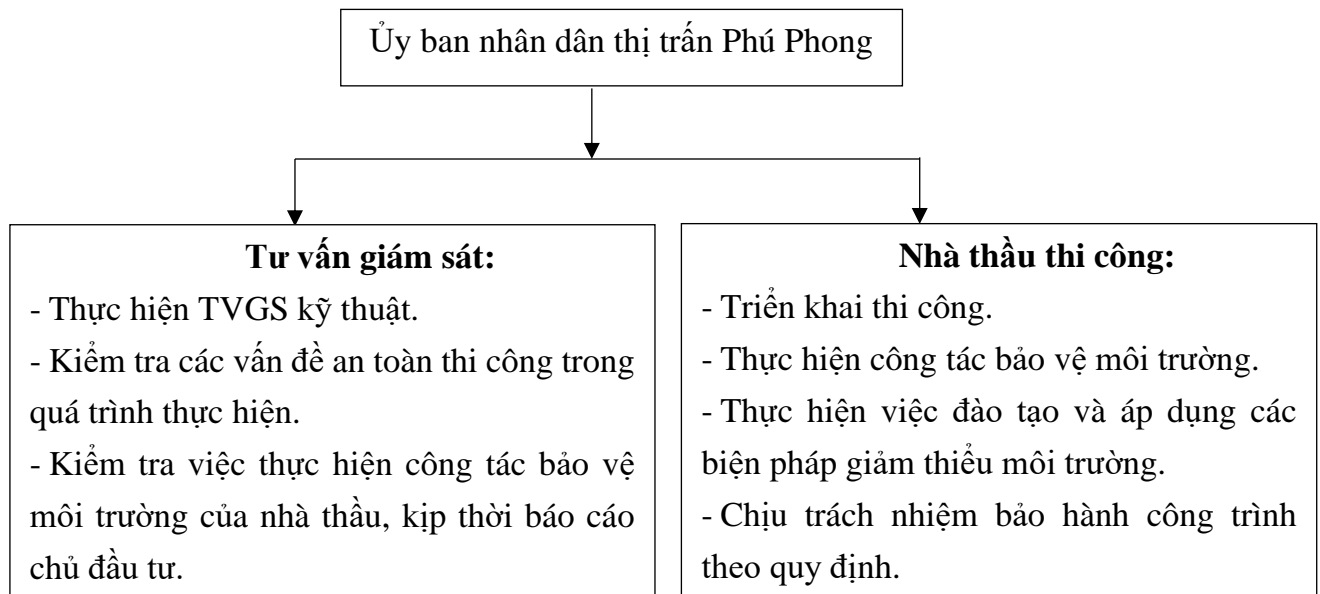 Ủy ban nhân dân thị trấn Phú Phong
Tư vấn giám sát:
- Thực hiện TVGS kỹ thuật.
- Kiểm tra các vấn đề an toàn thi công trong
quá trình thực hiện.
- Kiểm tra việc thực hiện công tác bảo vệ
môi trường của nhà thầu, kịp thời báo cáo
chủ đầu tư.
Nhà thầu thi công:
- Triển khai thi công.
- Thực hiện công tác bảo vệ môi trường.
- Thực hiện việc đào tạo và áp dụng các
biện pháp giảm thiểu môi trường.
- Chịu trách nhiệm bảo hành công trình
theo quy định.